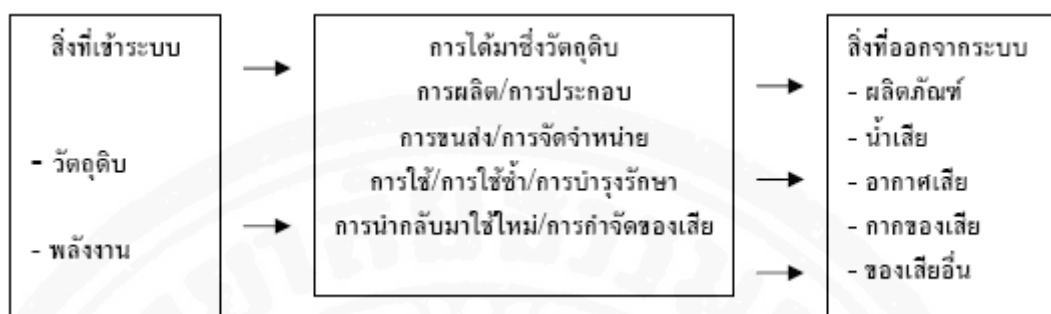 สิ่งที่เข้าระบบ
- วัตถุดิบ
- พลังงาน
การได้มาซึ่งวัตถุดิบ
การผลิต/การประกอบ
การขนส่ง/การจัดจำหน่าย
การใช้/การใช้ซ้ำ/การบำรุงรักษา
การนำกลับมาใช้ใหม่/การกำจัดของเสีย
สิ่งที่ออกจากระบบ
- ผลิตภัณฑ์
- น้ำเสีย
- อากาศเสีย
- กากของเสีย
- ของเสียอื่น